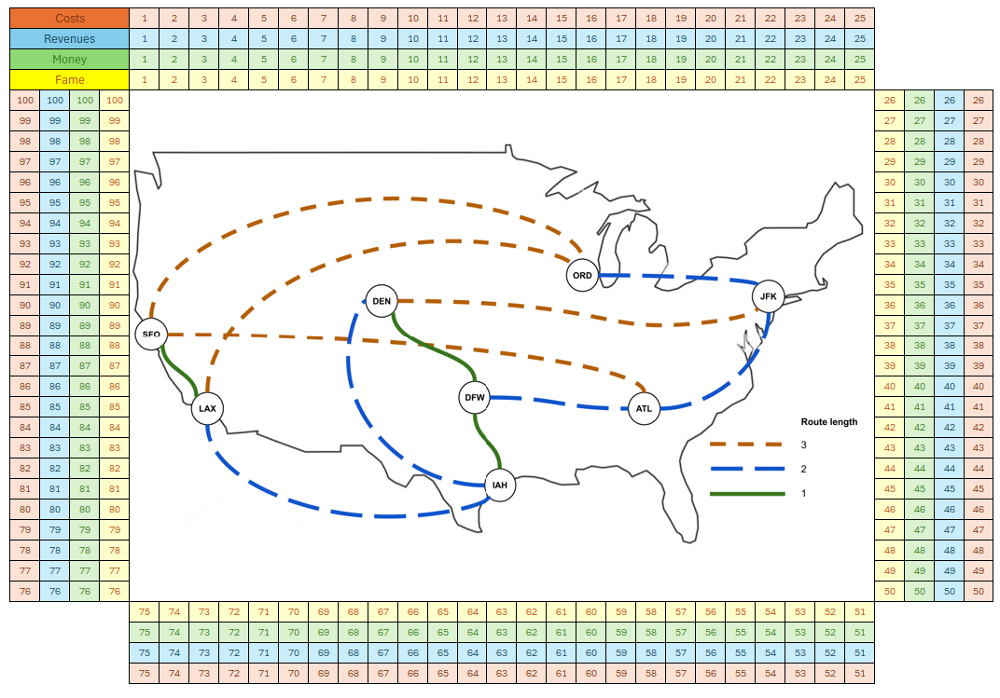 Costs 1 2 3 4 5 6 7 8 9 10 11 12 13 14 15 16 17 18 19 20 21 22 23 24 25
Revenues 1 2 3 4 5 6 7 8 9 10 11 12 13 14 15 16 17 18 19 20 21 22 23 24 25
Money 1 2 3 4 5 6 7 8 9 10 11 12 13 14 15 16 17 18 19 20 21 22 23 24 25
Fame 1 2 3 4 5 6 7 8 9 10 11 12 13 14 15 16 17 18 19 20 21 22 23 24 25
100 100 100 100 26 26 26 26
99 99 99 99 27 27 27 27
98 98 98 98 28 28 28 28
97 97 97 97 29 29 29 29
96 96 96 96 30 30 30 30
95 95 95 95 31 31 31 31
94 94 94 94 32 32 32 32
93 93 93 93 33 33 33 33
92 92 92 92 34 34 34 34
ORD
91 91 91 91 35 35 35 35
JFK
DEN
90 90 90 90 36 36 36 36
89 89 89 89 37 37 37 37
SFO
88 88 88 88 38 38 38 38
87 87 87 87 39 39 39 39
86 86 86 86 40 40 40 40
DFW
85 85 85 85 41 41 41 41
LAX
ATL
84 84 84 84 42 42 42 42
Route length
83 83 83 83 43 43 43 43
3
82 82 82 82 44 44 44 44
2
81 81 81 81 45 45 45 45
IAH
1
80 80 80 80 46 46 46 46
79 79 79 79 47 47 47 47
78 78 78 78 48 48 48 48
77 77 77 77 49 49 49 49
76 76 76 76 50 50 50 50
75 74 73 72 71 70 69 68 67 66 65 64 63 62 61 60 59 58 57 56 55 54 53 52 51
75 74 73 72 71 70 69 68 67 66 65 64 63 62 61 60 59 58 57 56 55 54 53 52 51
75 74 73 72 71 70 69 68 67 66 65 64 63 62 61 60 59 58 57 56 55 54 53 52 51
75 74 73 72 71 70 69 68 67 66 65 64 63 62 61 60 59 58 57 56 55 54 53 52 51